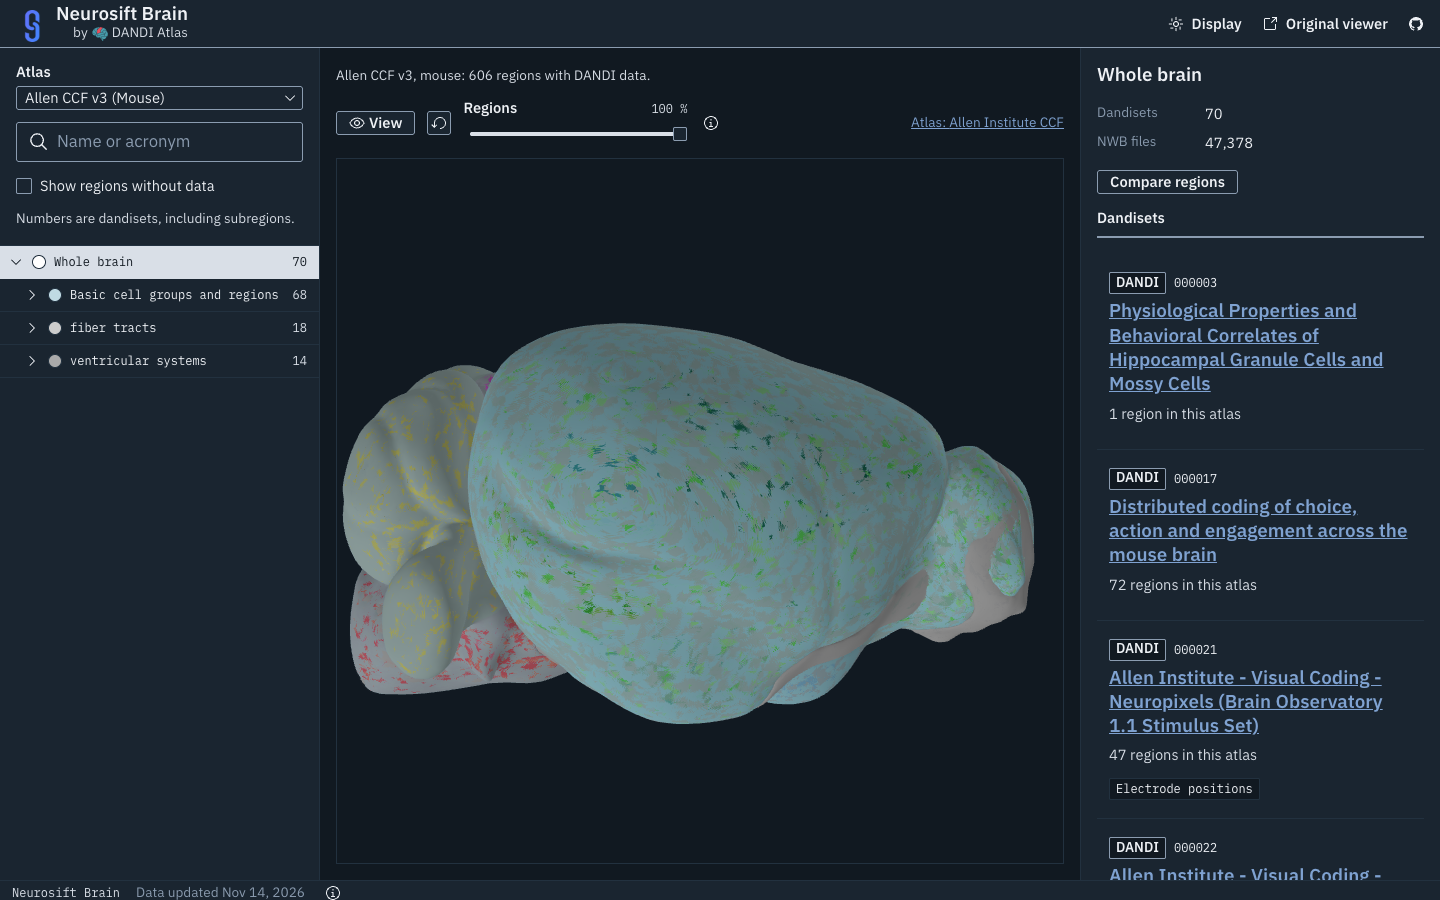 Neurosift Brain
by DANDI Atlas
Display
Original viewer
Atlas
Allen CCF v3 (Mouse)
Name or acronym
Show regions without data
Numbers are dandisets, including subregions.
Whole brain 70
Basic cell groups and regions 68
fiber tracts 18
ventricular systems 14
Allen CCF v3, mouse: 606 regions with DANDI data.
View
Regions 100 %
Atlas: Allen Institute CCF
Whole brain
Dandisets 70
NWB files 47,378
Compare regions
Dandisets
DANDI 000003
Physiological Properties and
Behavioral Correlates of
Hippocampal Granule Cells and
Mossy Cells
1 region in this atlas
DANDI 000017
Distributed coding of choice,
action and engagement across the
mouse brain
72 regions in this atlas
DANDI 000021
Allen Institute - Visual Coding -
Neuropixels (Brain Observatory
1.1 Stimulus Set)
47 regions in this atlas
Electrode positions
DANDI 000022
Allen Institute - Visual Coding -
Neurosift Brain Data updated Nov 14, 2026